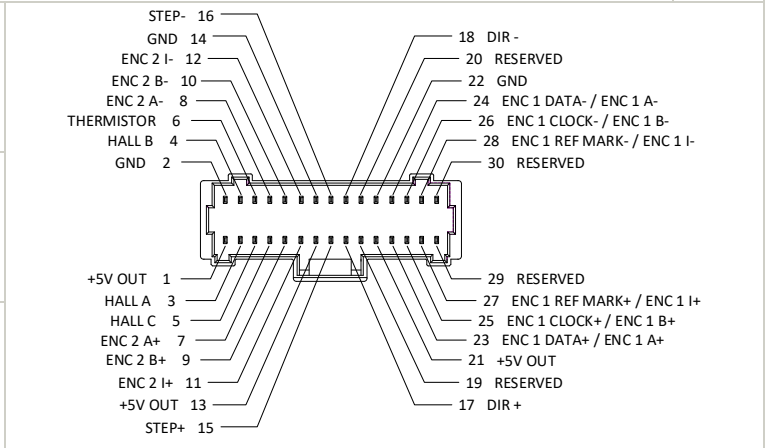 STEP- 16
GND 14
ENC 2 I- 12
ENC 2 B- 10
ENC 2 A- 8
THERMISTOR 6
HALL B 4
GND 2
18 DIR -
20 RESERVED
22 GND
24 ENC 1 DATA- / ENC 1 A-
26 ENC 1 CLOCK- / ENC 1 B-
28 ENC 1 REF MARK- / ENC 1 I-
30 RESERVED
+5V OUT 1
HALL A 3
HALL C 5
ENC 2 A+ 7
ENC 2 B+ 9
ENC 2 I+ 11
+5V OUT 13
STEP+ 15
29 RESERVED
27 ENC 1 REF MARK+ / ENC 1 I+
25 ENC 1 CLOCK+ / ENC 1 B+
23 ENC 1 DATA+ / ENC 1 A+
21 +5V OUT
19 RESERVED
17 DIR +